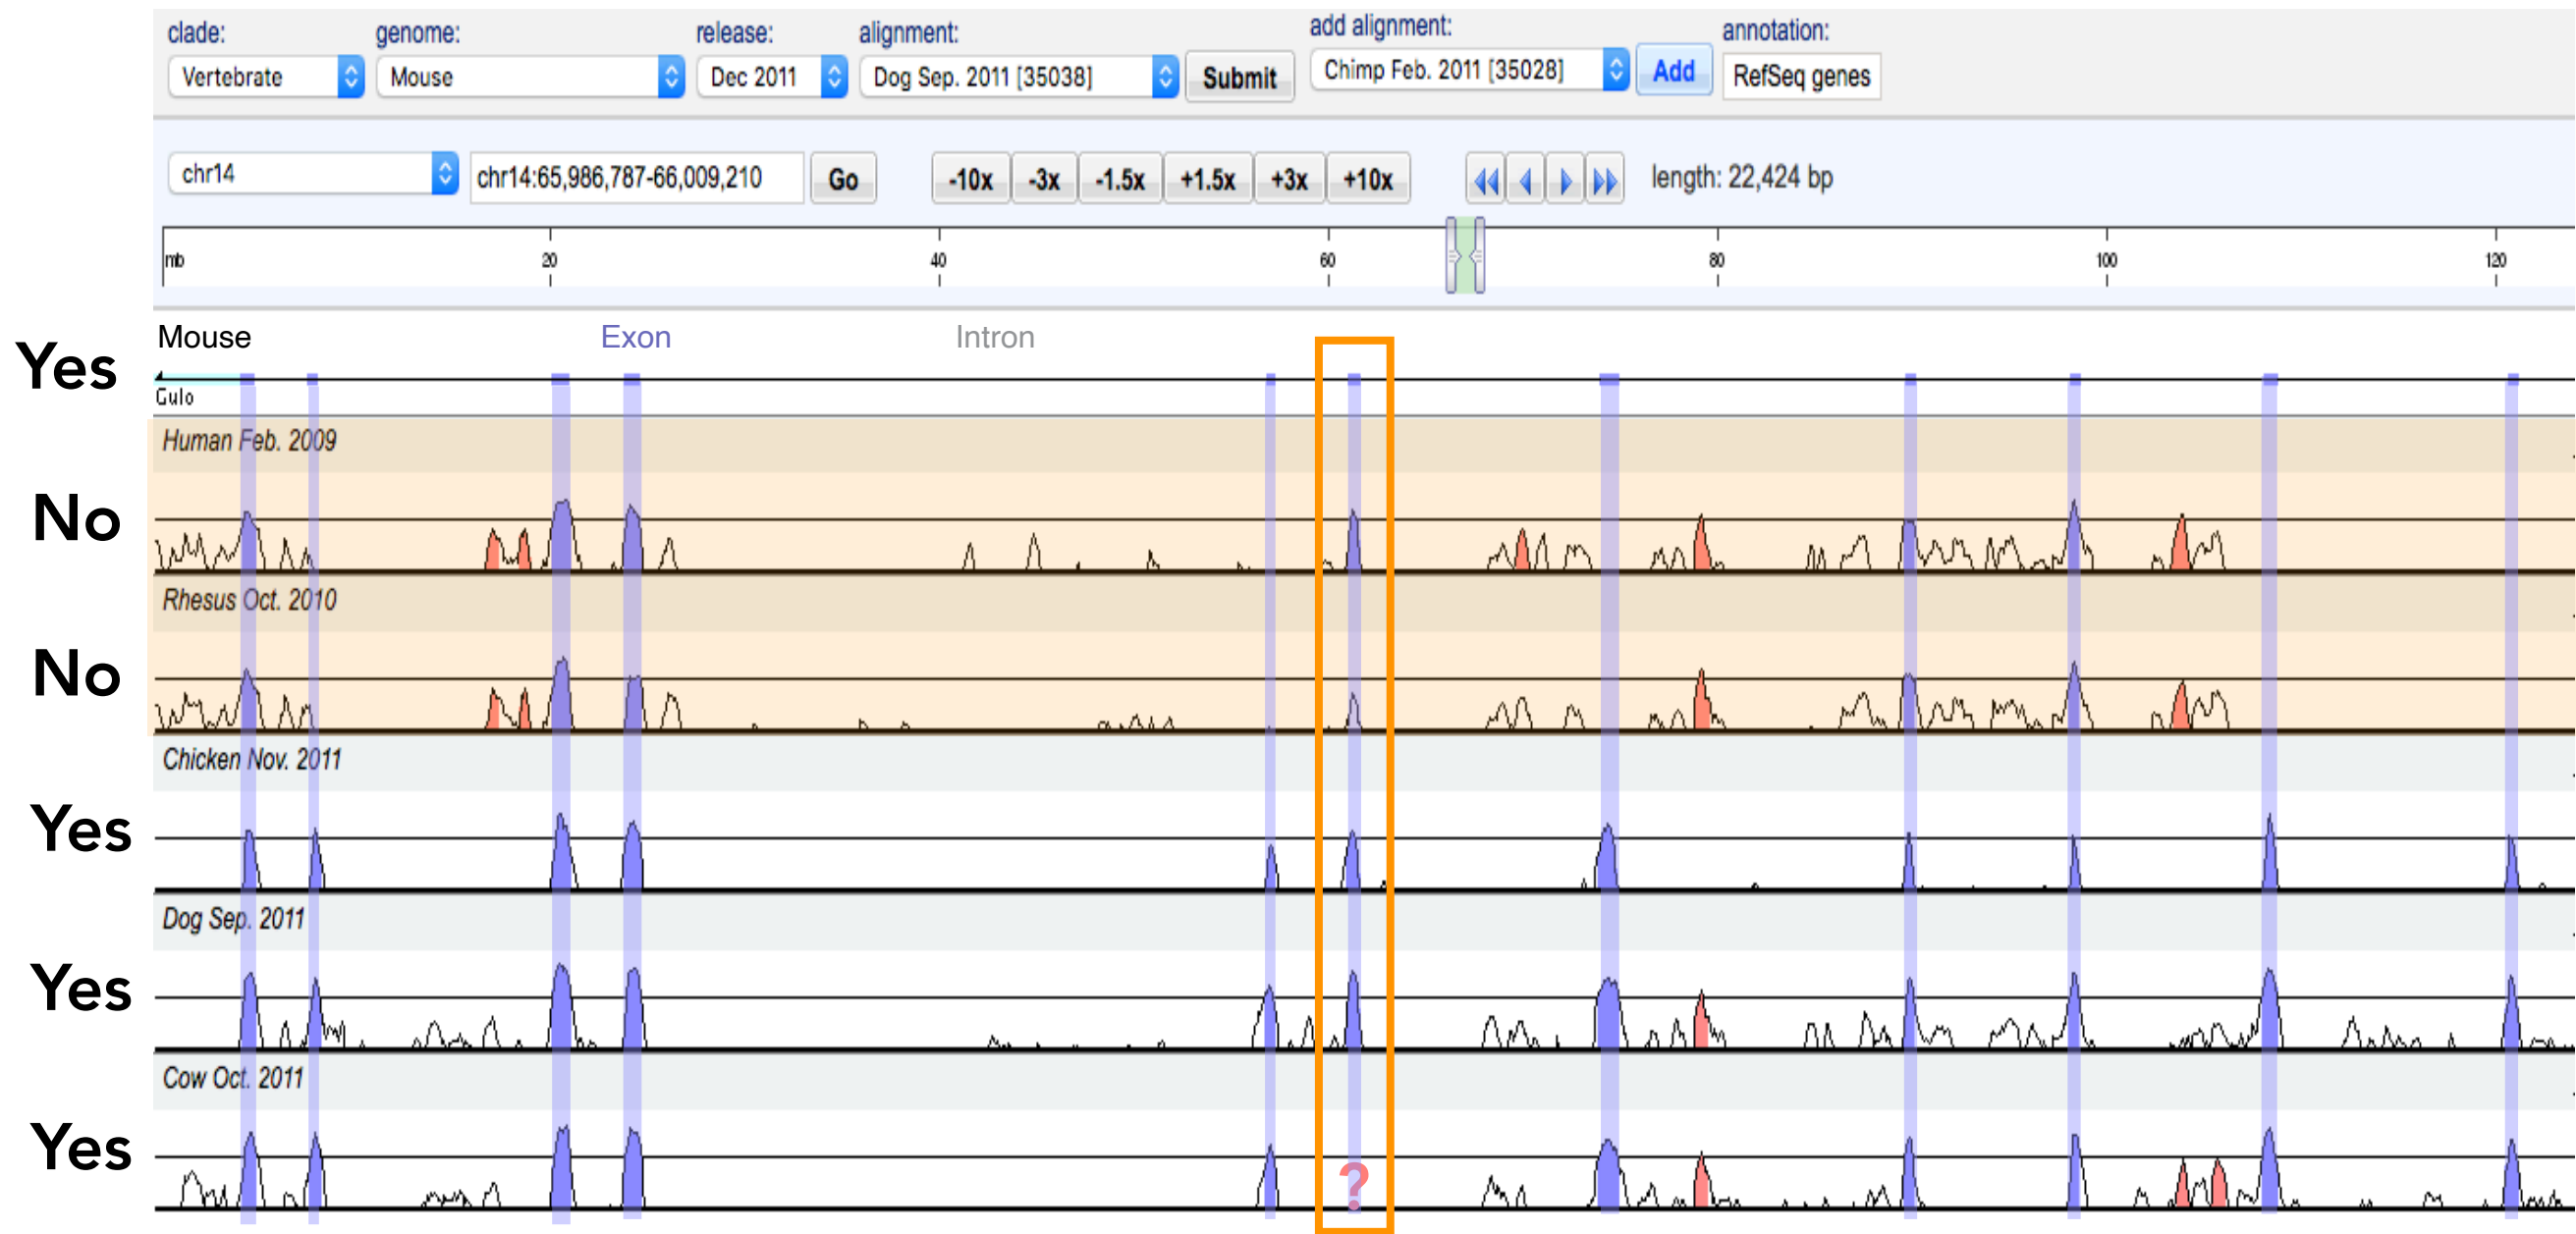 clade: genome: release: alignment: add alignment: annotation:
Vertebrate Mouse Dec 2011 Dog Sep. 2011 [35038] Submit Chimp Feb. 2011 [35028] Add RefSeq genes
chr14 chr14:65,986,787-66,009,210 Go -10x -3x -1.5x +1.5x +3x +10x length: 22,424 bp
mb 20 40 60 80 100 120
Mouse Exon Intron
Yes
Gulo
Human Feb. 2009
No
Rhesus Oct. 2010
No
Chicken Nov. 2011
Yes
Dog Sep. 2011
Yes
Cow Oct. 2011
Yes
?